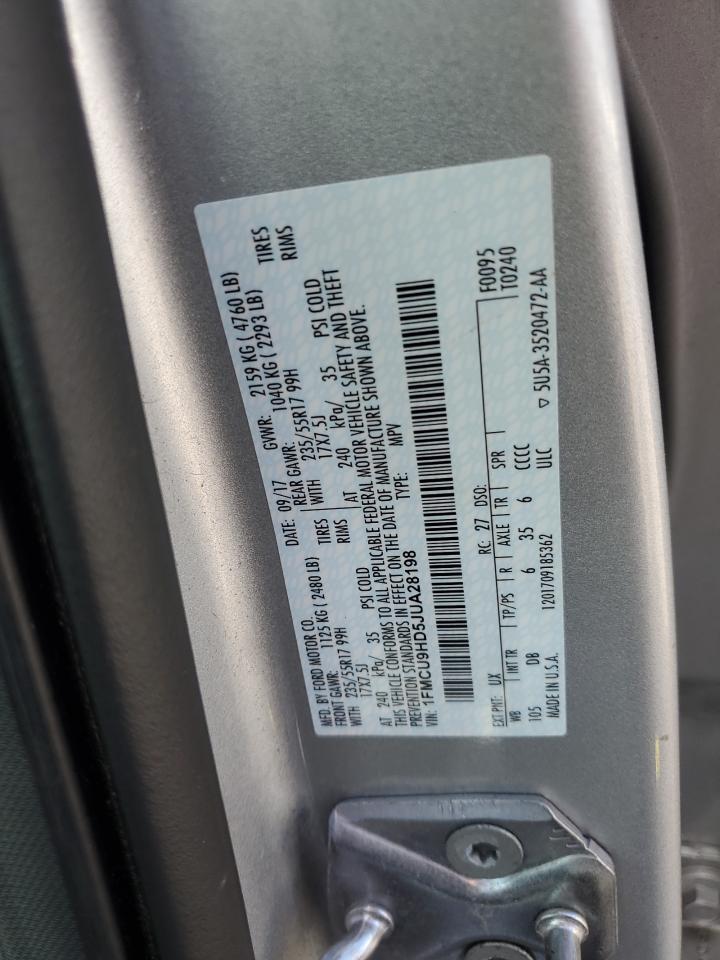 MFD. BY FORD MOTOR CO.
DATE: 09/17 GVWR: 2159 KG ( 4760 LB)
FRONT GAWR: 1125 KG ( 2480 LB) REAR GAWR: 1040 KG ( 2293 LB)
WITH 235/55R17 99H TIRES WITH 235/55R17 99H TIRES
17X7.5J RIMS 17X7.5J RIMS
AT 240 kPa/ 35 PSI COLD AT 240 kPa/ 35 PSI COLD
THIS VEHICLE CONFORMS TO ALL APPLICABLE FEDERAL MOTOR VEHICLE SAFETY AND THEFT
PREVENTION STANDARDS IN EFFECT ON THE DATE OF MANUFACTURE SHOWN ABOVE.
VIN: 1FMCU9HD5JUA28198 TYPE: MPV
EXT PNT: UX RC: 27 DSO: F0095
WB INT TR TP/PS R AXLE TR SPR T0240
105 DB 6 35 6 CCCC
MADE IN U.S.A. 1201709185362 ULC ▽ 5U5A-3520472-AA